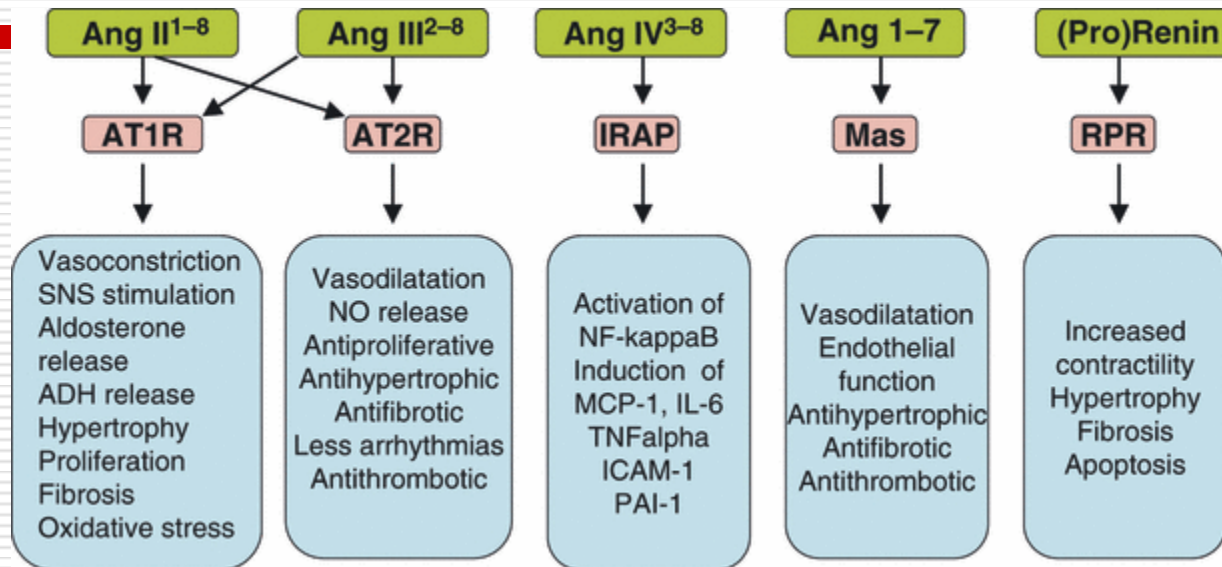 Ang II1–8
Ang III2–8
Ang IV3–8
Ang 1–7
(Pro)Renin
AT1R
AT2R
IRAP
Mas
RPR
Vasoconstriction
SNS stimulation
Aldosterone
release
ADH release
Hypertrophy
Proliferation
Fibrosis
Oxidative stress
Vasodilatation
NO release
Antiproliferative
Antihypertrophic
Antifibrotic
Less arrhythmias
Antithrombotic
Activation of
NF-kappaB
Induction of
MCP-1, IL-6
TNFalpha
ICAM-1
PAI-1
Vasodilatation
Endothelial
function
Antihypertrophic
Antifibrotic
Antithrombotic
Increased
contractility
Hypertrophy
Fibrosis
Apoptosis